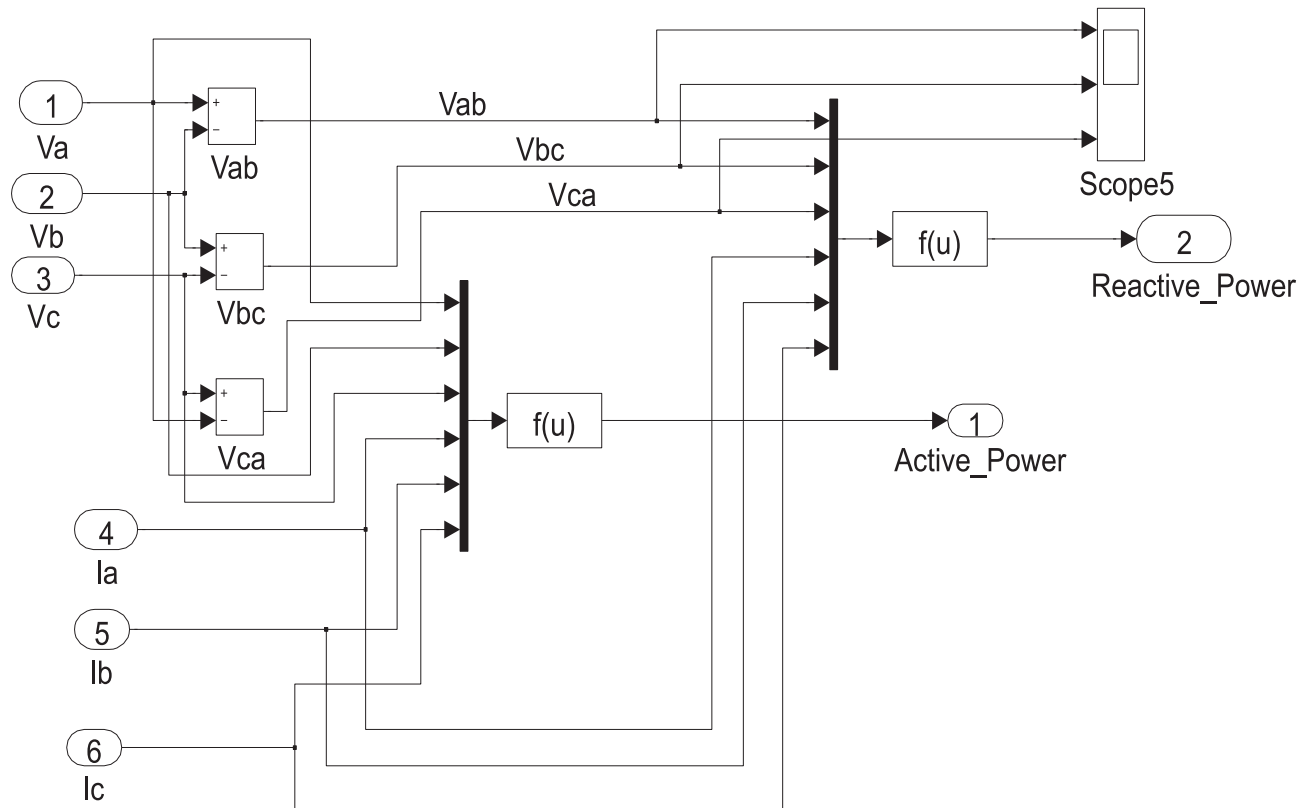 1
Va
+
−
Vab
Vab
2
Vb
Vbc
3
Vc
+
−
Vbc
Vca
+
−
Vca
Scope5
f(u)
2
Reactive_Power
f(u)
1
Active_Power
4
Ia
5
Ib
6
Ic